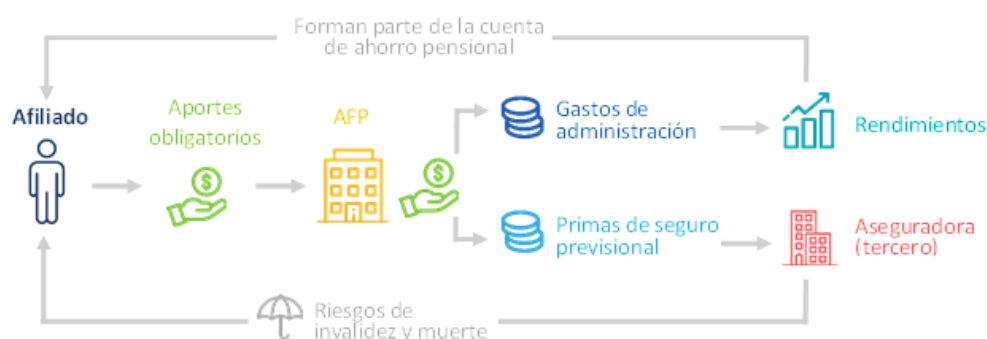 Forman parte de la cuenta
de ahorro pensional
Afiliado
Aportes
obligatorios
AFP
Gastos de
administración
Rendimientos
Primas de seguro
previsional
Aseguradora
(tercero)
Riesgos de
invalidez y muerte